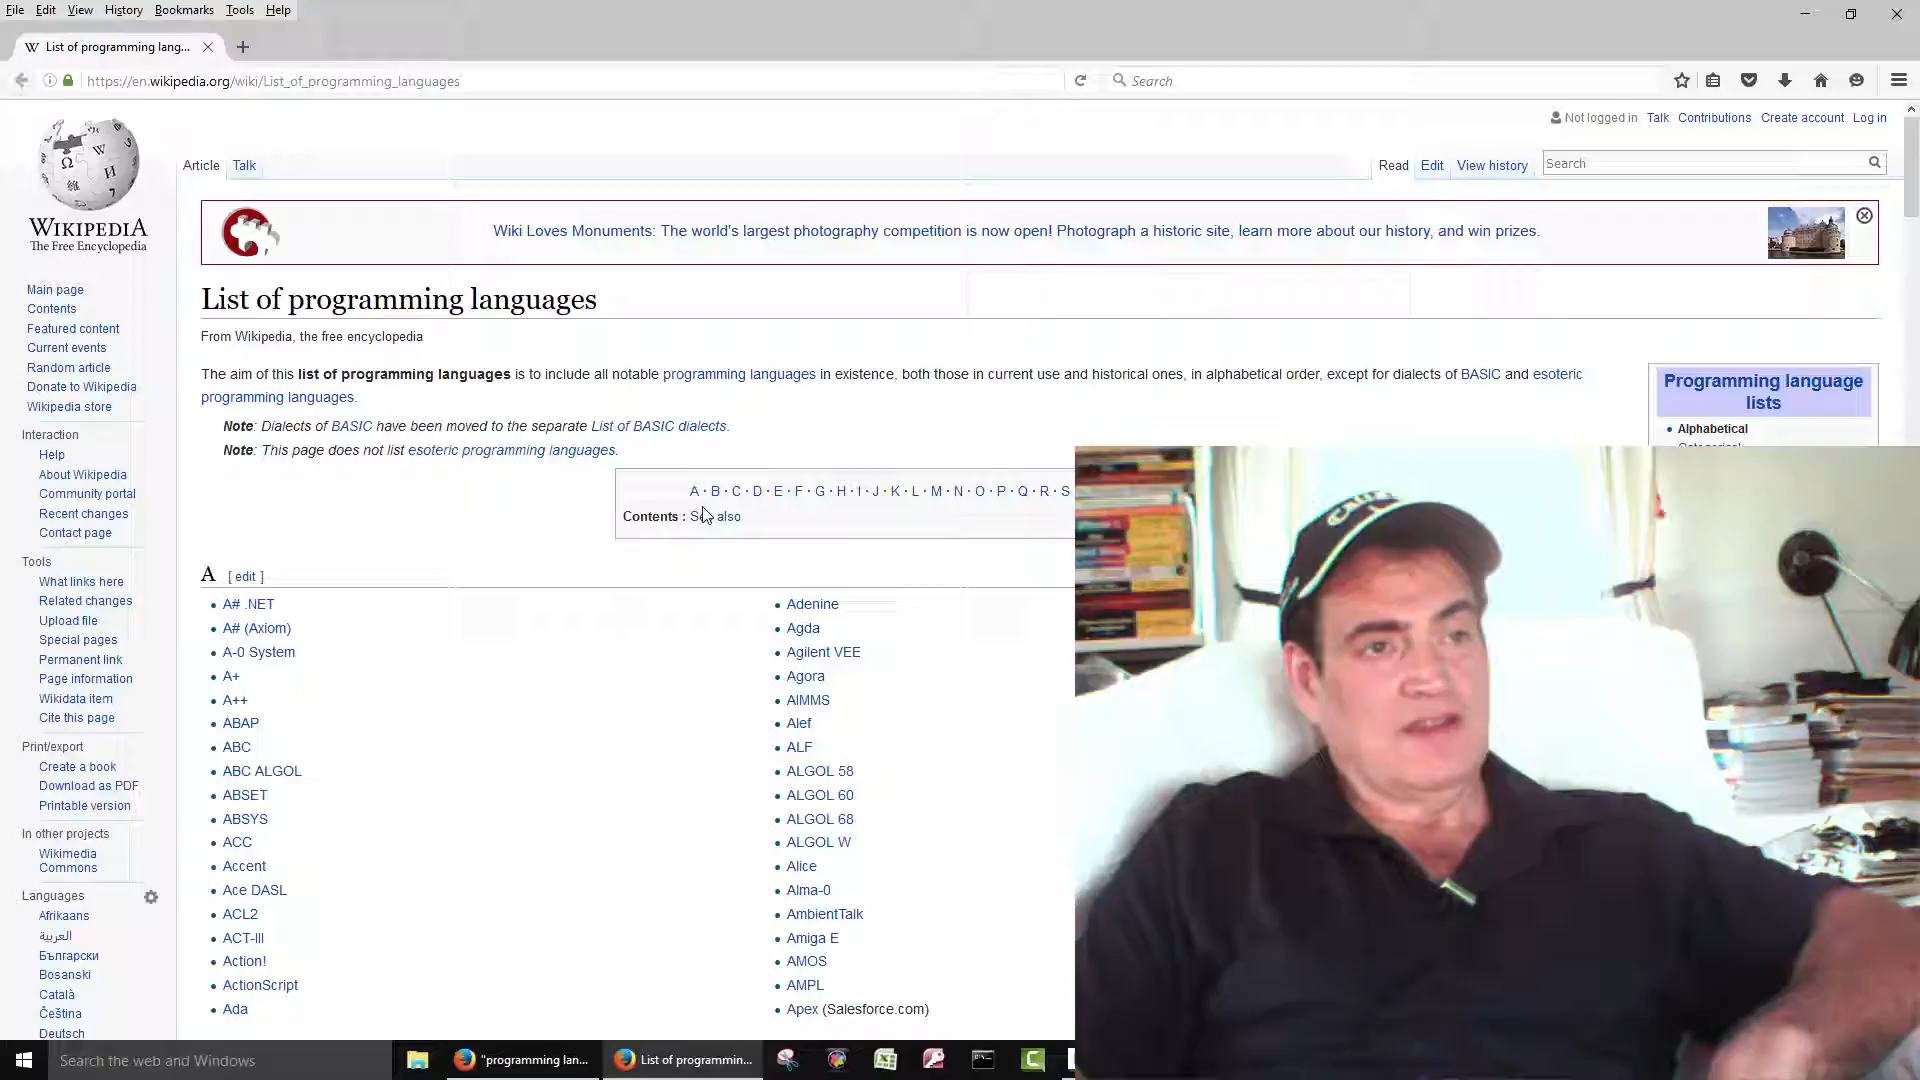 File Edit View History Bookmarks Tools Help
W List of programming lang...
https://en.wikipedia.org/wiki/List_of_programming_languages
Search
Not logged in Talk Contributions Create account Log in
Article Talk
Read Edit View history
Search
WIKIPEDIA
The Free Encyclopedia
Wiki Loves Monuments: The world's largest photography competition is now open! Photograph a historic site, learn more about our history, and win prizes.
Main page
Contents
Featured content
Current events
Random article
Donate to Wikipedia
Wikipedia store
Interaction
Help
About Wikipedia
Community portal
Recent changes
Contact page
Tools
What links here
Related changes
Upload file
Special pages
Permanent link
Page information
Wikidata item
Cite this page
Print/export
Create a book
Download as PDF
Printable version
In other projects
Wikimedia
Commons
Languages
Afrikaans
العربية
Български
Bosanski
Català
Čeština
Deutsch
List of programming languages
From Wikipedia, the free encyclopedia
The aim of this list of programming languages is to include all notable programming languages in existence, both those in current use and historical ones, in alphabetical order, except for dialects of BASIC and esoteric
programming languages.
Note: Dialects of BASIC have been moved to the separate List of BASIC dialects.
Note: This page does not list esoteric programming languages.
Programming language
lists
Alphabetical
A · B · C · D · E · F · G · H · I · J · K · L · M · N · O · P · Q · R · S
Contents : See also
A [ edit ]
A# .NET
A# (Axiom)
A-0 System
A+
A++
ABAP
ABC
ABC ALGOL
ABSET
ABSYS
ACC
Accent
Ace DASL
ACL2
ACT-III
Action!
ActionScript
Ada
Adenine
Agda
Agilent VEE
Agora
AIMMS
Alef
ALF
ALGOL 58
ALGOL 60
ALGOL 68
ALGOL W
Alice
Alma-0
AmbientTalk
Amiga E
AMOS
AMPL
Apex (Salesforce.com)
Search the web and Windows
"programming lan...
List of programmin...